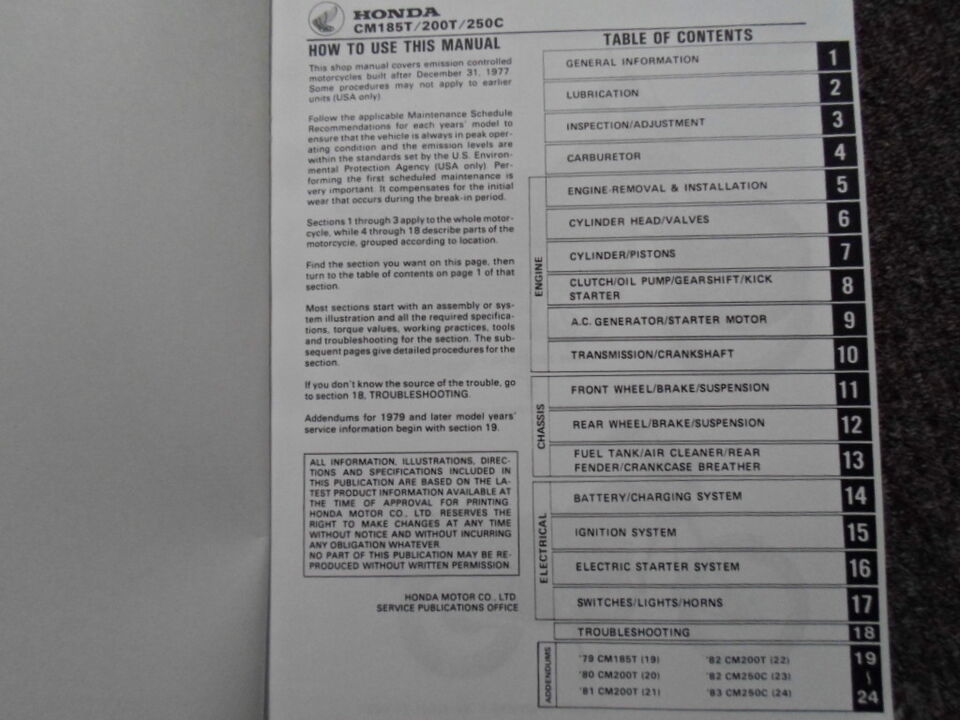 HONDA
CM185T/200T/250C
HOW TO USE THIS MANUAL
This shop manual covers emission controlled
motorcycles built after December 31, 1977.
Some procedures may not apply to earlier
units (USA only).
Follow the applicable Maintenance Schedule
Recommendations for each years' model to
ensure that the vehicle is always in peak oper-
ating condition and the emission levels are
within the standards set by the U.S. Environ-
mental Protection Agency (USA only). Per-
forming the first scheduled maintenance is
very important. It compensates for the initial
wear that occurs during the break-in period.
Sections 1 through 3 apply to the whole motor-
cycle, while 4 through 18 describe parts of the
motorcycle, grouped according to location.
Find the section you want on this page, then
turn to the table of contents on page 1 of that
section.
Most sections start with an assembly or sys-
tem illustration and all the required specifica-
tions, torque values, working practices, tools
and troubleshooting for the section. The sub-
sequent pages give detailed procedures for the
section.
If you don't know the source of the trouble, go
to section 18, TROUBLESHOOTING.
Addendums for 1979 and later model years'
service information begin with section 19.
ALL INFORMATION, ILLUSTRATIONS, DIREC-
TIONS AND SPECIFICATIONS INCLUDED IN
THIS PUBLICATION ARE BASED ON THE LA-
TEST PRODUCT INFORMATION AVAILABLE AT
THE TIME OF APPROVAL FOR PRINTING.
HONDA MOTOR CO., LTD. RESERVES THE
RIGHT TO MAKE CHANGES AT ANY TIME
WITHOUT NOTICE AND WITHOUT INCURRING
ANY OBLIGATION WHATEVER.
NO PART OF THIS PUBLICATION MAY BE RE-
PRODUCED WITHOUT WRITTEN PERMISSION.
HONDA MOTOR CO., LTD.
SERVICE PUBLICATIONS OFFICE
TABLE OF CONTENTS
GENERAL INFORMATION 1
LUBRICATION 2
INSPECTION/ADJUSTMENT 3
CARBURETOR 4
ENGINE
ENGINE REMOVAL & INSTALLATION 5
CYLINDER HEAD/VALVES 6
CYLINDER/PISTONS 7
CLUTCH/OIL PUMP/GEARSHIFT/KICK
STARTER 8
A.C. GENERATOR/STARTER MOTOR 9
TRANSMISSION/CRANKSHAFT 10
CHASSIS
FRONT WHEEL/BRAKE/SUSPENSION 11
REAR WHEEL/BRAKE/SUSPENSION 12
FUEL TANK/AIR CLEANER/REAR
FENDER/CRANKCASE BREATHER 13
ELECTRICAL
BATTERY/CHARGING SYSTEM 14
IGNITION SYSTEM 15
ELECTRIC STARTER SYSTEM 16
SWITCHES/LIGHTS/HORNS 17
TROUBLESHOOTING 18
ADDENDUMS
'79 CM185T (19) '82 CM200T (22) 19
'80 CM200T (20) '82 CM250C (23) \
'81 CM200T (21) '83 CM250C (24) 24